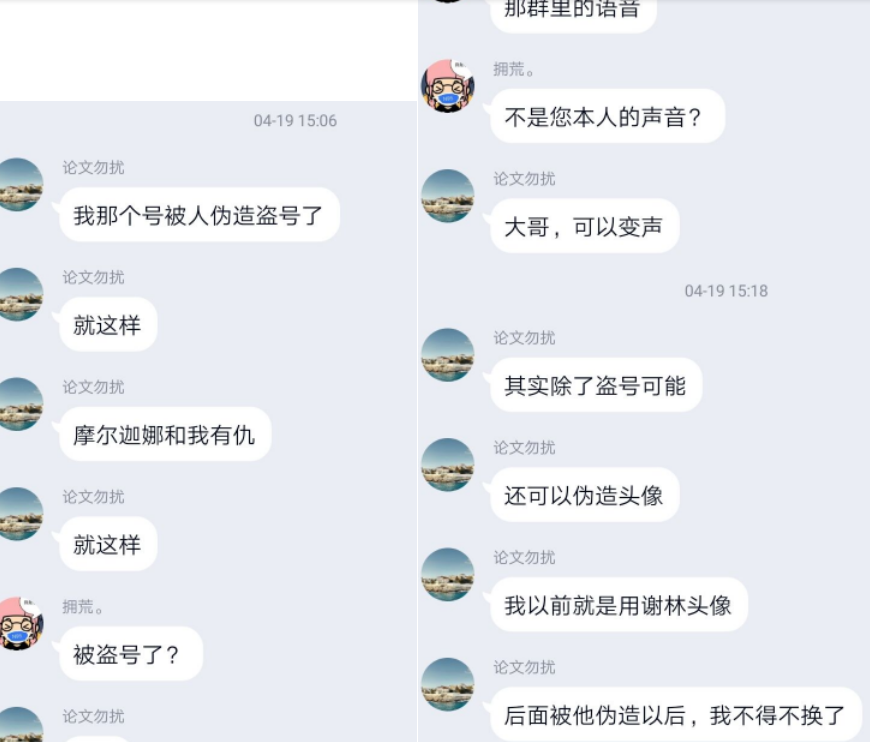 04-19 15:06
论文勿扰
我那个号被人伪造盗号了
论文勿扰
就这样
论文勿扰
摩尔迦娜和我有仇
论文勿扰
就这样
拥荒。
被盗号了？
论文勿扰
那群里的语音
拥荒。
不是您本人的声音？
论文勿扰
大哥，可以变声
04-19 15:18
论文勿扰
其实除了盗号可能
论文勿扰
还可以伪造头像
论文勿扰
我以前就是用谢林头像
论文勿扰
后面被他伪造以后，我不得不换了